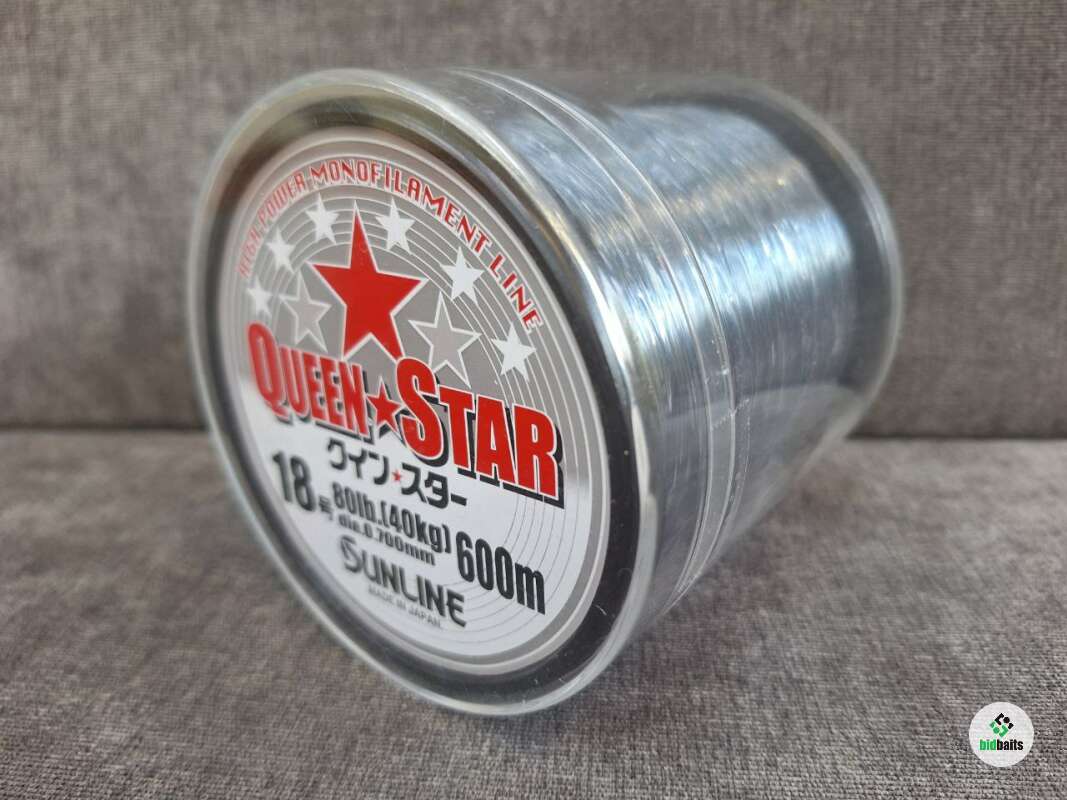 HIGH POWER MONOFILAMENT LINE
QUEEN★STAR
クイン★スター
18号 80lb.(40kg) 600m
dia.0.700mm
SUNLINE
MADE IN JAPAN
bidbaits